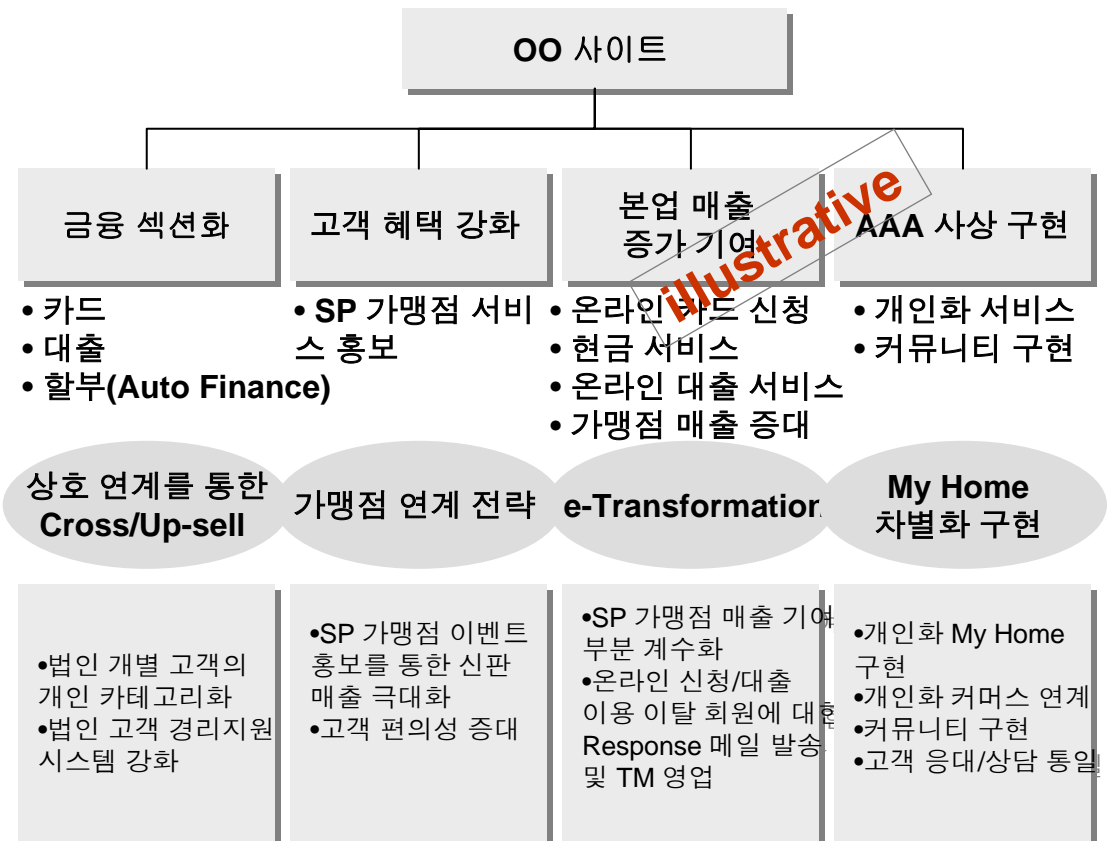 OO 사이트
금융 섹션화
고객 혜택 강화
본업 매출
증가 기여
AAA 사상 구현
illustrative
• 카드
• 대출
• 할부(Auto Finance)
• SP 가맹점 서비
스 홍보
• 온라인 카드 신청
• 현금 서비스
• 온라인 대출 서비스
• 가맹점 매출 증대
• 개인화 서비스
• 커뮤니티 구현
상호 연계를 통한
Cross/Up-sell
가맹점 연계 전략
e-Transformation
My Home
차별화 구현
•법인 개별 고객의
개인 카테고리화
•법인 고객 경리지원
시스템 강화
•SP 가맹점 이벤트
홍보를 통한 신판
매출 극대화
•고객 편의성 증대
•SP 가맹점 매출 기여
부분 계수화
•온라인 신청/대출
이용 이탈 회원에 대한
Response 메일 발송
및 TM 영업
•개인화 My Home
구현
•개인화 커머스 연계
•커뮤니티 구현
•고객 응대/상담 통일